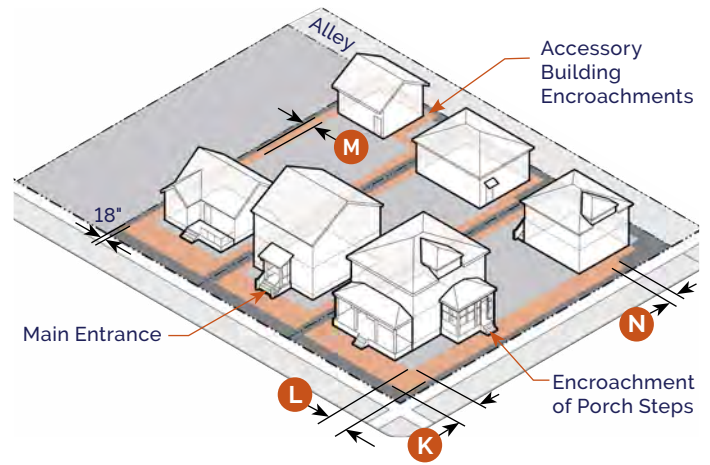 Alley
Accessory
Building
Encroachments
M
18"
Main Entrance
N
L
K
Encroachment
of Porch Steps